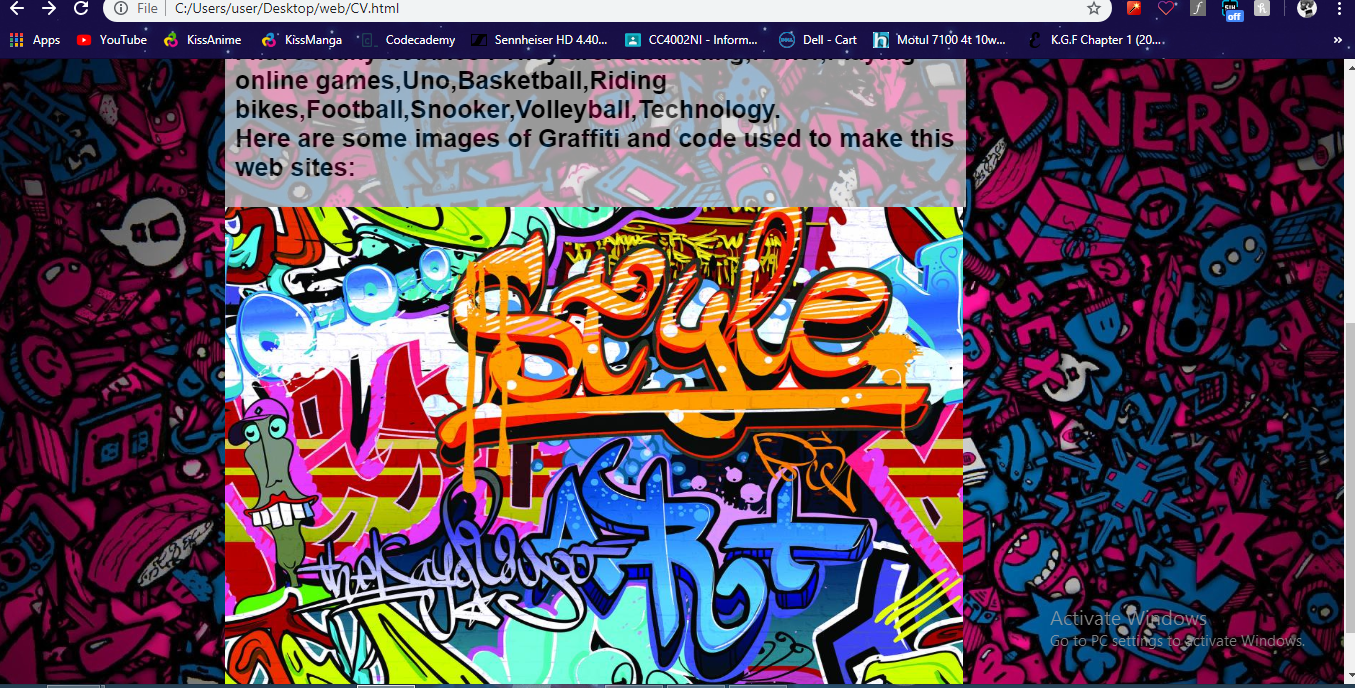 File
C:/Users/user/Desktop/web/CV.html
off
Apps
YouTube
KissAnime
KissManga
Codecademy
Sennheiser HD 4.40...
CC4002NI - Inform...
Dell - Cart
Motul 7100 4t 10w...
K.G.F Chapter 1 (20...
»
online games,Uno,Basketball,Riding
bikes,Football,Snooker,Volleyball,Technology.
Here are some images of Graffiti and code used to make this
web sites:
NERDS
SEX
Style
ART
Activate Windows
Go to PC settings to activate Windows.